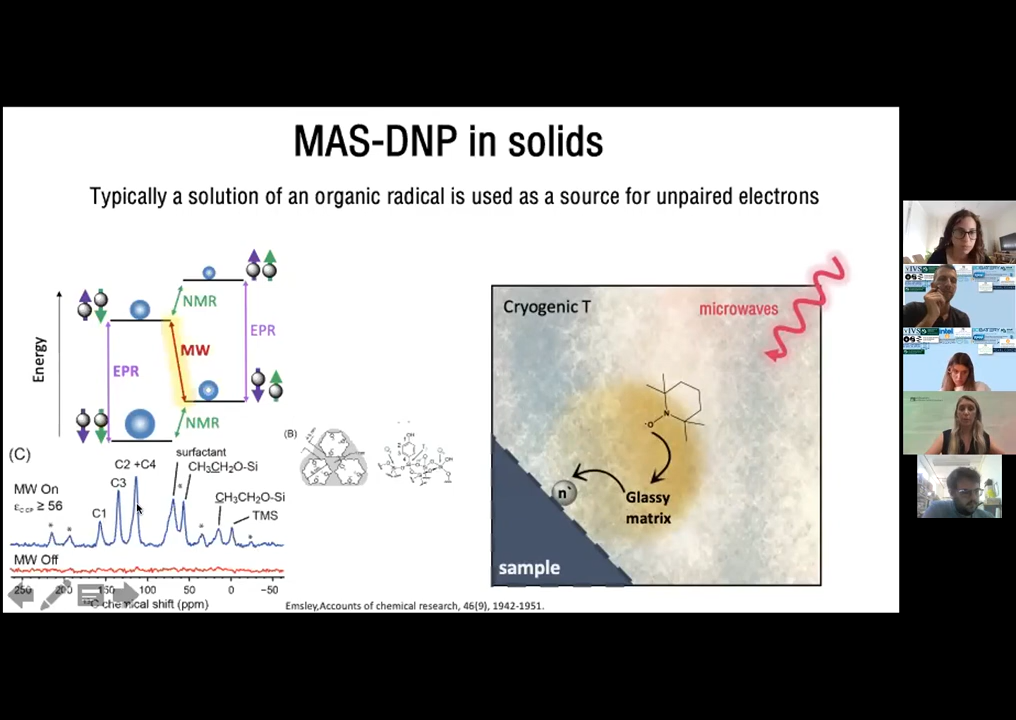 MAS-DNP in solids
Typically a solution of an organic radical is used as a source for unpaired electrons
Energy
EPR
NMR
MW
EPR
NMR
(C)
MW On
ε C CP ≥ 56
MW Off
C1
C3
C2 +C4
surfactant
CH3CH2O-Si
CH3CH2O-Si
TMS
*
*
*
*
*
250 200 150 100 50 0 −50
chemical shift (ppm)
(B)
Cryogenic T
microwaves
N
·O
Glassy
matrix
n
sample
Emsley,Accounts of chemical research, 46(9), 1942-1951.
intel